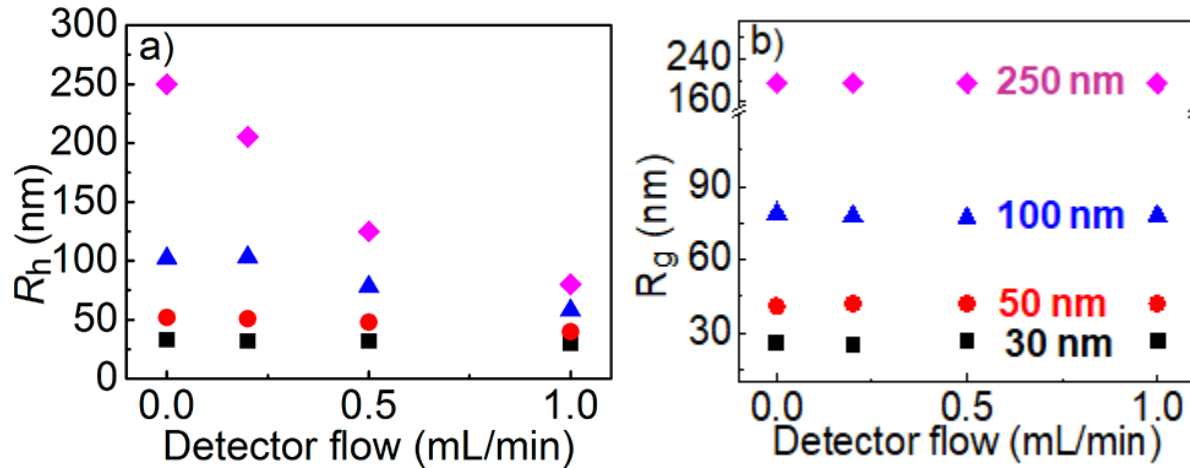 a)
300
250
200
150
100
50
0
R_h (nm)
0.0 0.5 1.0
Detector flow (mL/min)
b)
240
160
90
60
30
R_g (nm)
250 nm
100 nm
50 nm
30 nm
0.0 0.5 1.0
Detector flow (mL/min)